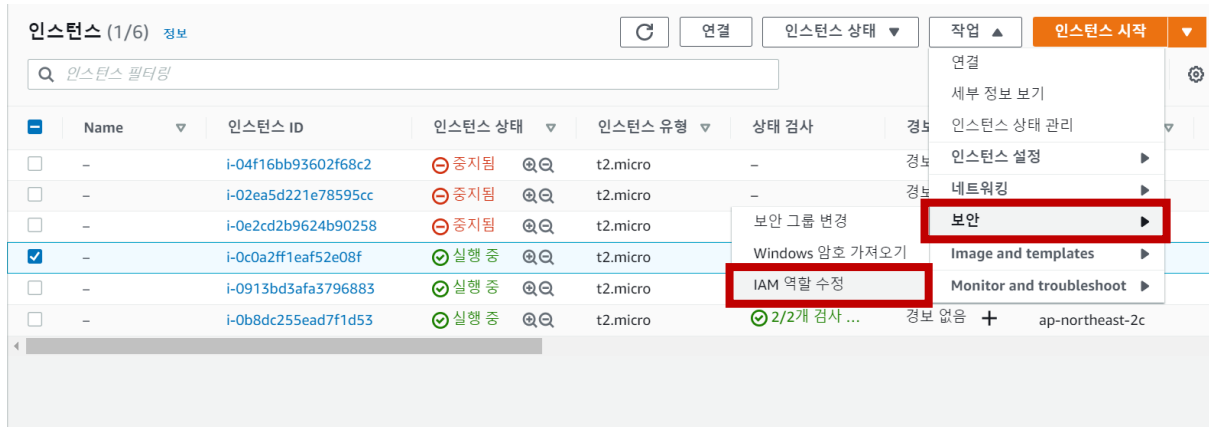 인스턴스 (1/6) 정보 연결 인스턴스 상태 작업 인스턴스 시작
인스턴스 필터링
연결
세부 정보 보기
인스턴스 상태 관리
인스턴스 설정
네트워킹
보안
Image and templates
Monitor and troubleshoot
보안 그룹 변경
Windows 암호 가져오기
IAM 역할 수정
Name 인스턴스 ID 인스턴스 상태 인스턴스 유형 상태 검사
– i-04f16bb93602f68c2 중지됨 t2.micro –
– i-02ea5d221e78595cc 중지됨 t2.micro –
– i-0e2cd2b9624b90258 중지됨 t2.micro
– i-0c0a2ff1eaf52e08f 실행 중 t2.micro
– i-0913bd3afa3796883 실행 중 t2.micro
– i-0b8dc255ead7f1d53 실행 중 t2.micro 2/2개 검사 ... 경보 없음 + ap-northeast-2c